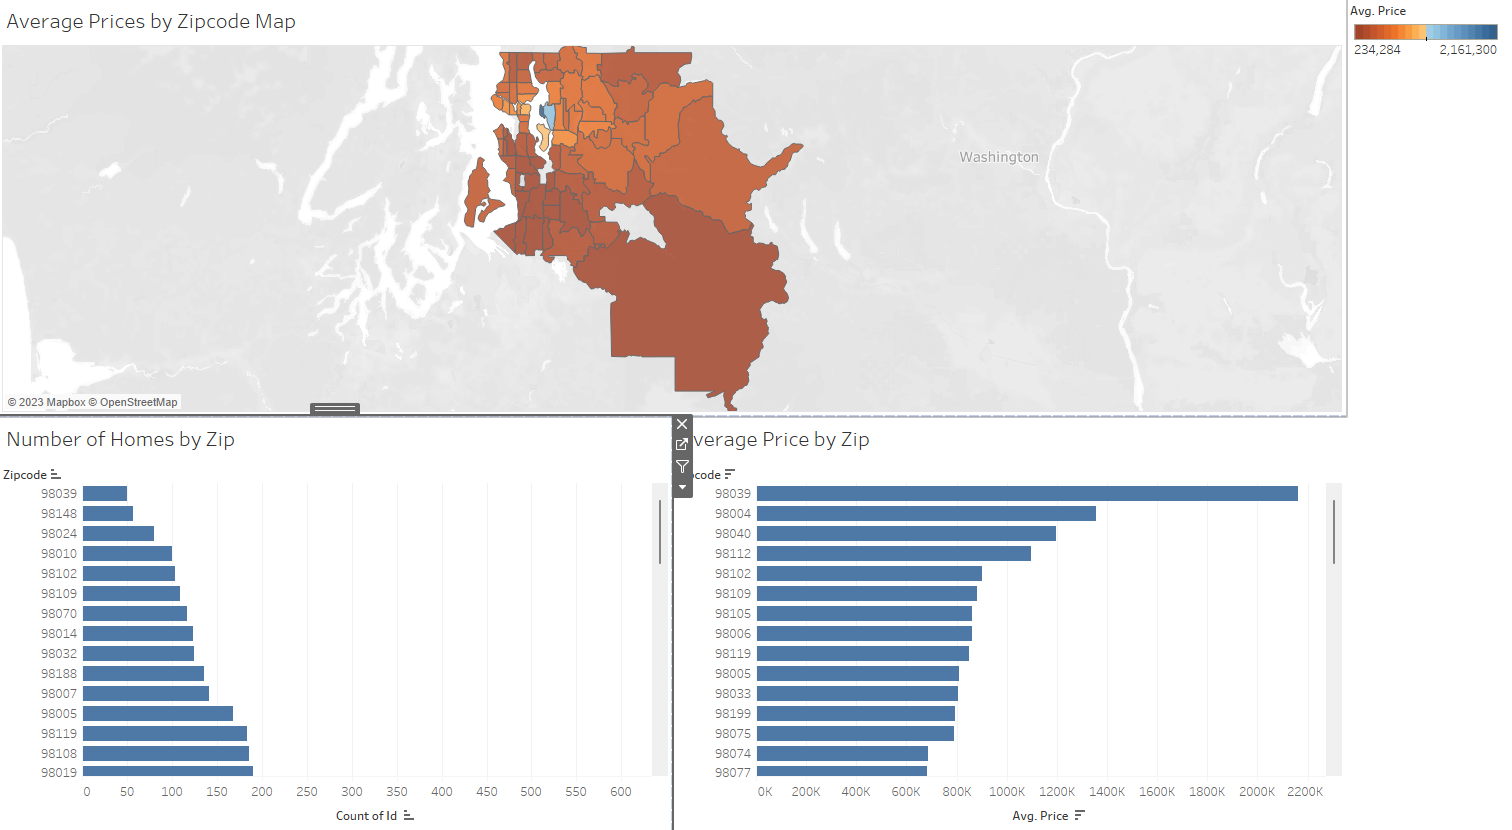 Average Prices by Zipcode Map
Avg. Price
234,284 2,161,300
Washington
© 2023 Mapbox © OpenStreetMap
Number of Homes by Zip
Zipcode
98039
98148
98024
98010
98102
98109
98070
98014
98032
98188
98007
98005
98119
98108
98019
0 50 100 150 200 250 300 350 400 450 500 550 600
Count of Id
verage Price by Zip
pcode
98039
98004
98040
98112
98102
98109
98105
98006
98119
98005
98033
98199
98075
98074
98077
0K 200K 400K 600K 800K 1000K 1200K 1400K 1600K 1800K 2000K 2200K
Avg. Price